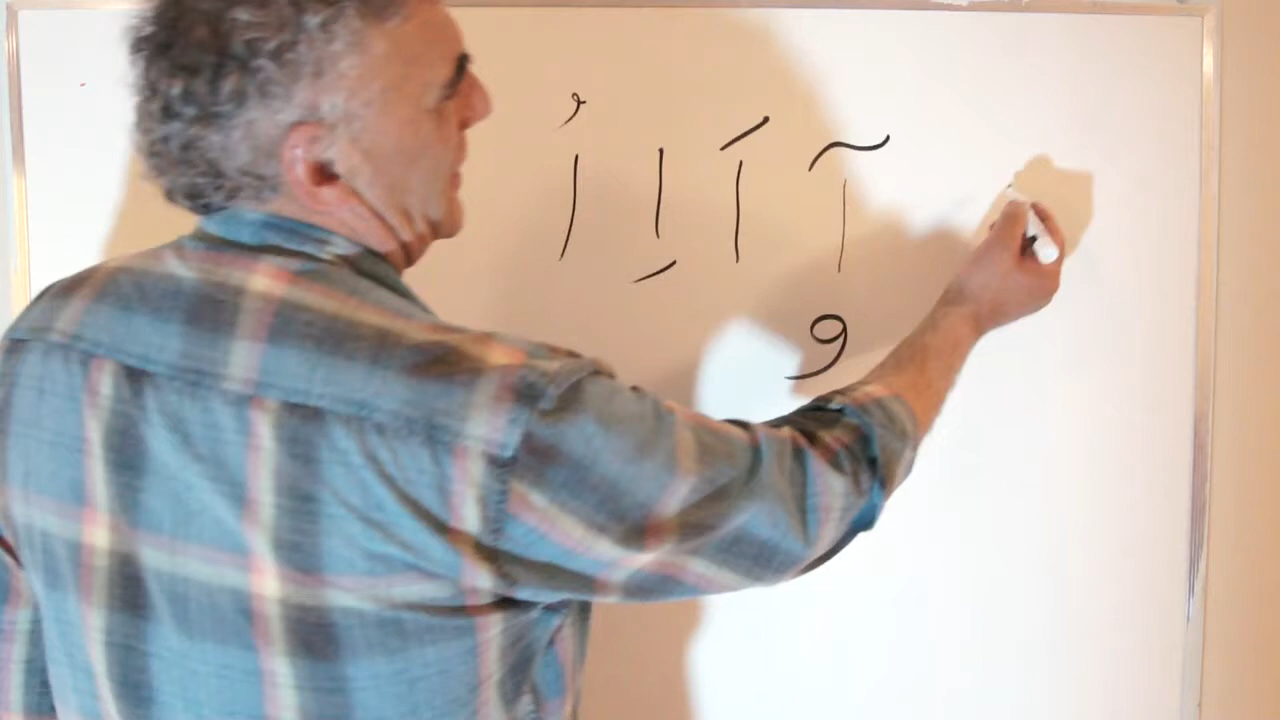 آ اَ اِ اُ
و